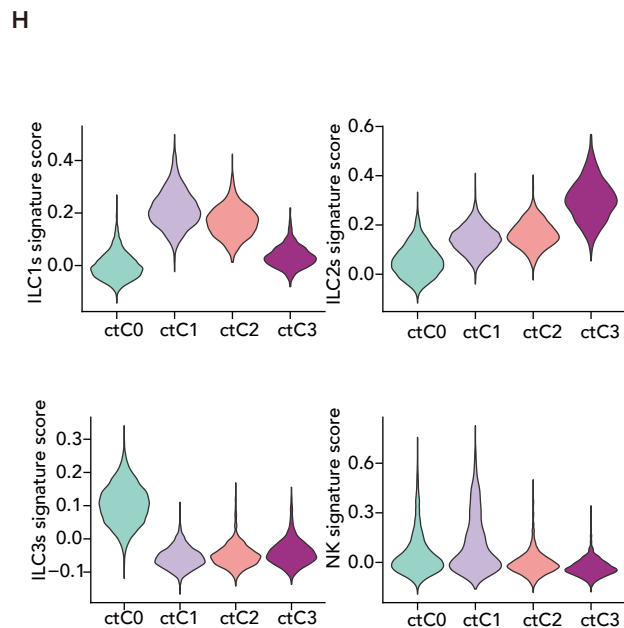 H
ILC1s signature score
0.4
0.2
0.0
ctC0 ctC1 ctC2 ctC3
ILC2s signature score
0.6
0.4
0.2
0.0
ctC0 ctC1 ctC2 ctC3
ILC3s signature score
0.3
0.2
0.1
0.0
−0.1
ctC0 ctC1 ctC2 ctC3
NK signature score
0.6
0.3
0.0
ctC0 ctC1 ctC2 ctC3